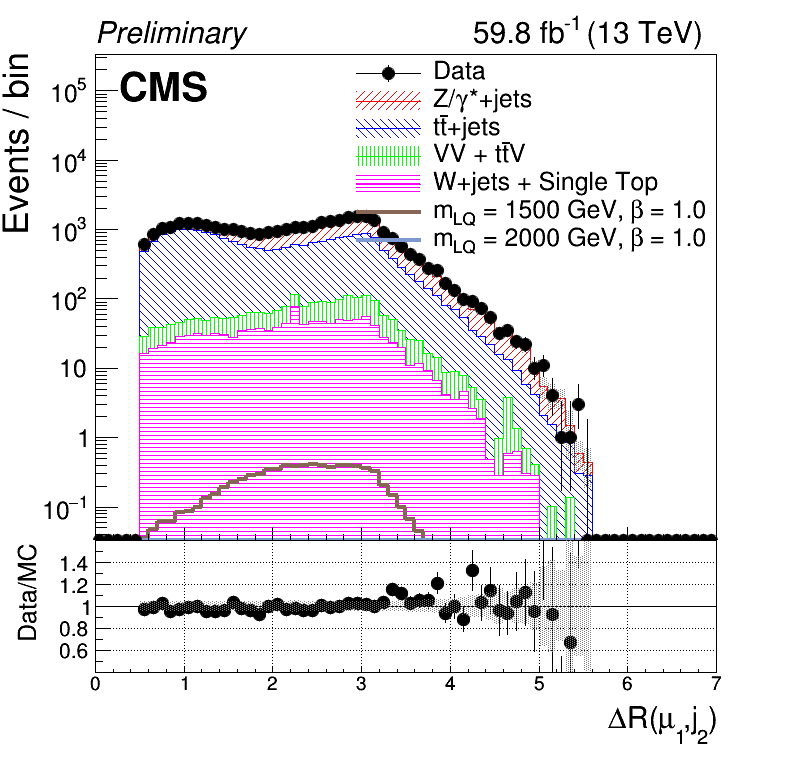 Preliminary 59.8 fb⁻¹ (13 TeV)
CMS
Data
Z/γ*+jets
tt̄+jets
VV + tt̄V
W+jets + Single Top
m_LQ = 1500 GeV, β = 1.0
m_LQ = 2000 GeV, β = 1.0
Events / bin
10⁵
10⁴
10³
10²
10
1
10⁻¹
Data/MC
1.4
1.2
1
0.8
0.6
0 1 2 3 4 5 6 7
ΔR(μ₁,j₂)